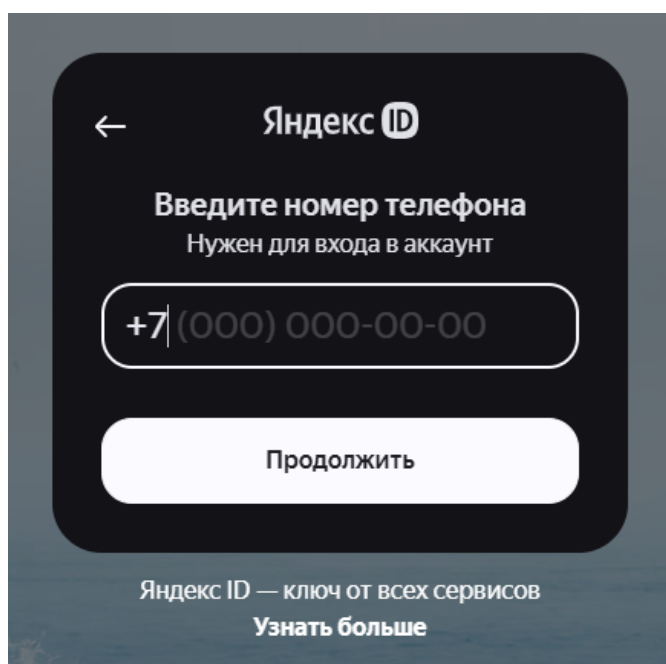 Яндекс ID
Введите номер телефона
Нужен для входа в аккаунт
+7 (000) 000-00-00
Продолжить
Яндекс ID — ключ от всех сервисов
Узнать больше